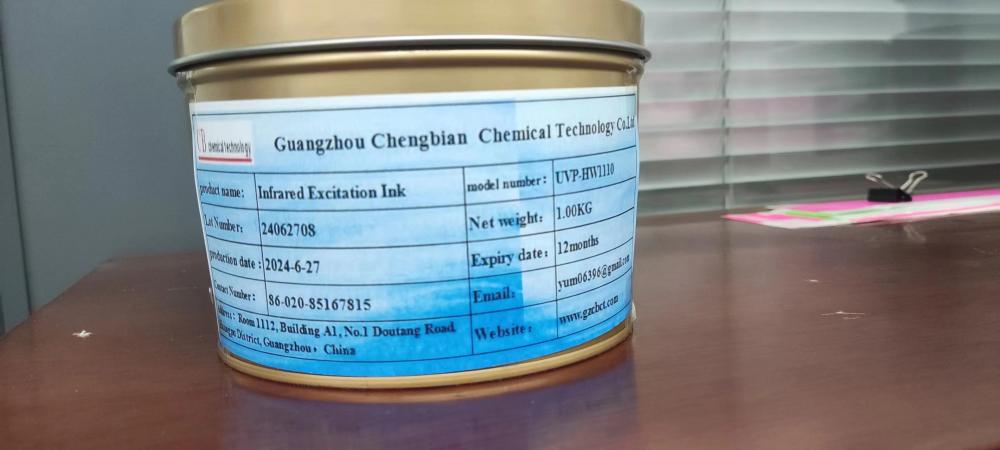 CB chemical technology
Guangzhou Chengbian Chemical Technology Co.Ltd
product name: Infrared Excitation Ink model number: UVP-HW1110
Lot Number: 24062708 Net weight: 1.00KG
production date: 2024-6-27 Expiry date: 12months
Contact Number: 86-020-85167815 Email: yum06396@gmail.com
Address: Room 1112, Building A1, No.1 Doutang Road Website: www.gzcbct.com
District, Guangzhou, China